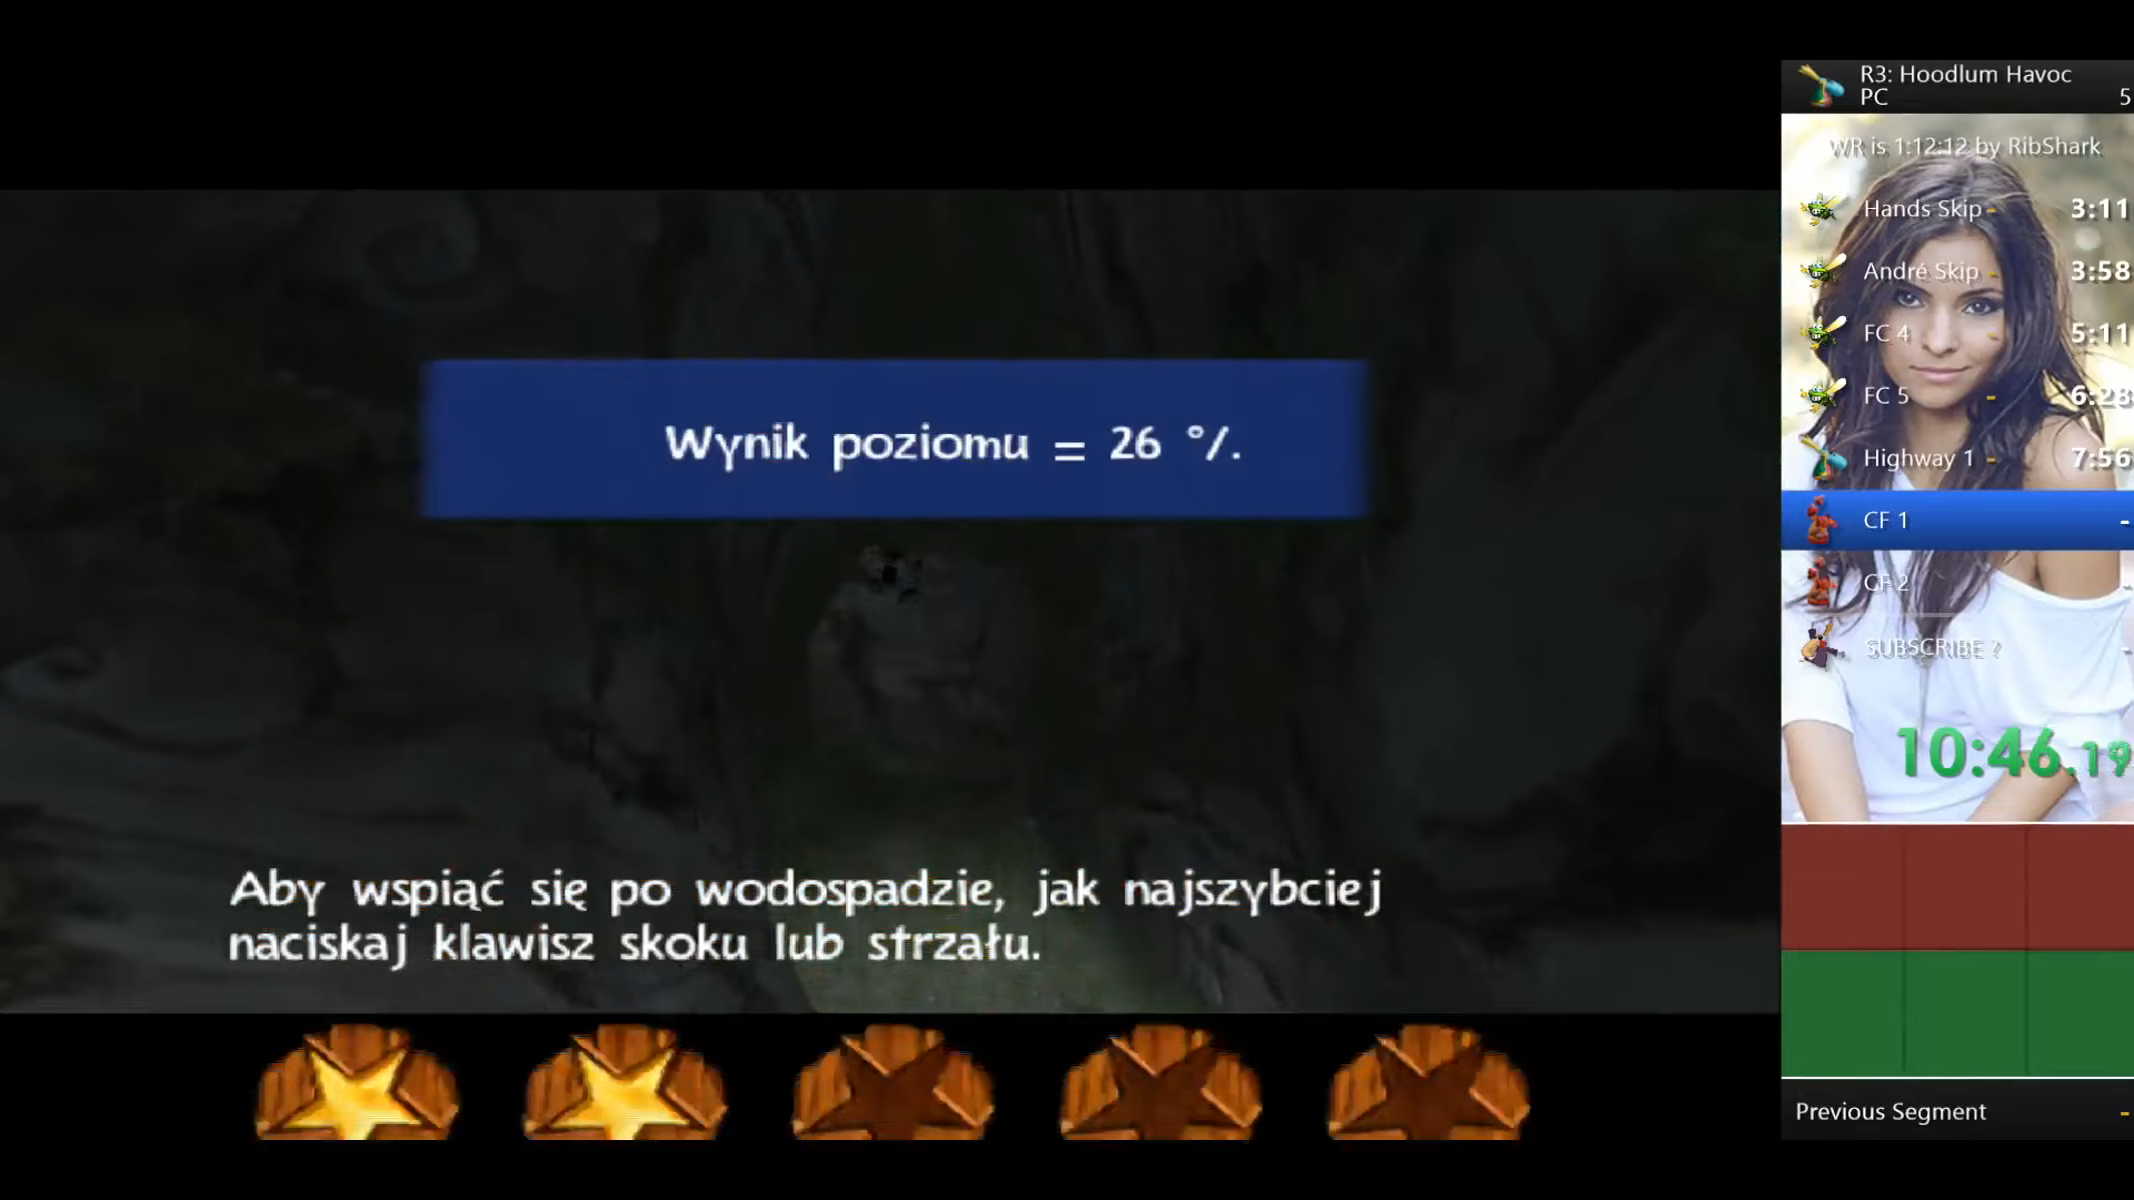 Wynik poziomu = 26 °/.
Aby wspiąć się po wodospadzie, jak najszybciej
naciskaj klawisz skoku lub strzału.
R3: Hoodlum Havoc
PC 5
WR is 1:12:12 by RibShark
Hands Skip - 3:11
André Skip - 3:58
FC 4 - 5:11
FC 5 - 6:28
Highway 1 - 7:56
CF 1 -
CF 2 -
SUBSCRIBE ? -
10:46.19
Previous Segment -